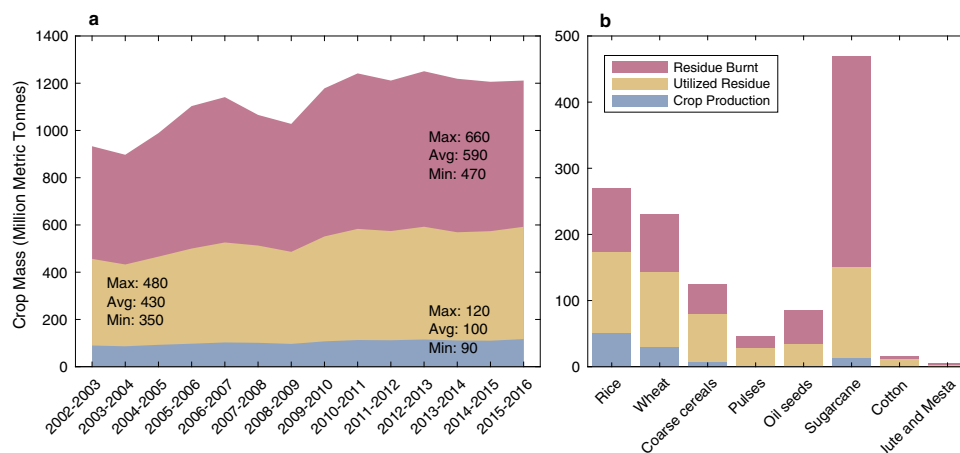 a
Crop Mass (Million Metric Tonnes)
1400
1200
1000
800
600
400
200
0
Max: 660
Avg: 590
Min: 470
Max: 480
Avg: 430
Min: 350
Max: 120
Avg: 100
Min: 90
2002-2003
2003-2004
2004-2005
2005-2006
2006-2007
2007-2008
2008-2009
2009-2010
2010-2011
2011-2012
2012-2013
2013-2014
2014-2015
2015-2016
b
500
400
300
200
100
0
Residue Burnt
Utilized Residue
Crop Production
Rice
Wheat
Coarse cereals
Pulses
Oil seeds
Sugarcane
Cotton
lute and Mesta